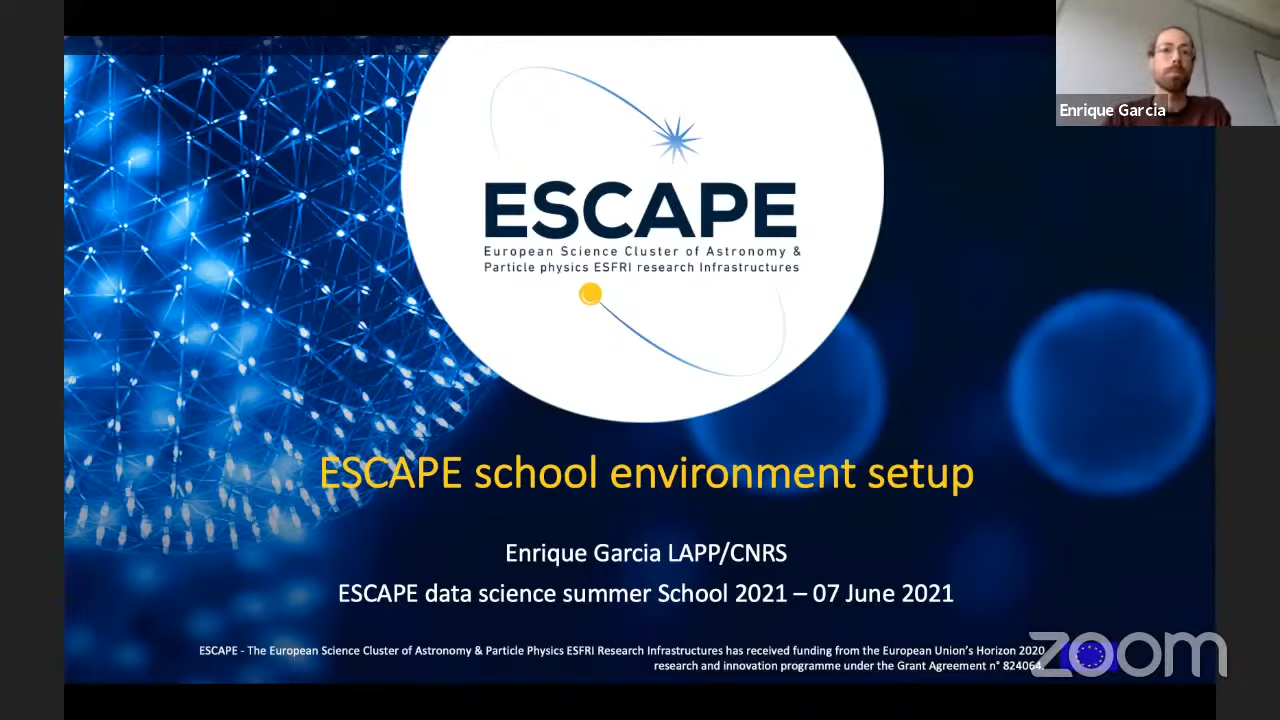 Enrique Garcia
ESCAPE
European Science Cluster of Astronomy &
Particle physics ESFRI research Infrastructures
ESCAPE school environment setup
Enrique Garcia LAPP/CNRS
ESCAPE data science summer School 2021 – 07 June 2021
ESCAPE - The European Science Cluster of Astronomy & Particle Physics ESFRI Research Infrastructures has received funding from the European Union's Horizon 2020
research and innovation programme under the Grant Agreement n° 824064.
zoom